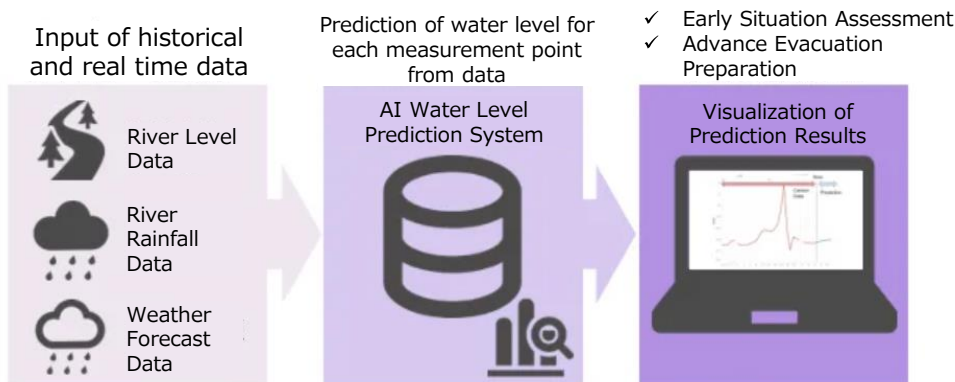 Input of historical
and real time data
River Level
Data
River
Rainfall
Data
Weather
Forecast
Data
Prediction of water level for
each measurement point
from data
AI Water Level
Prediction System
✓ Early Situation Assessment
✓ Advance Evacuation
Preparation
Visualization of
Prediction Results